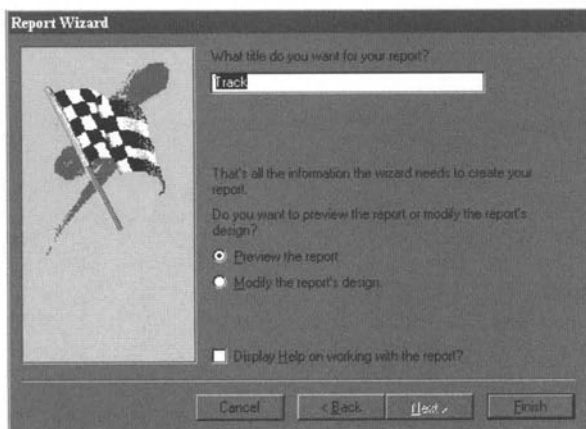 Report Wizard
What title do you want for your report?
Track
That's all the information the wizard needs to create your
report.
Do you want to preview the report or modify the report's
design?
Preview the report.
Modify the report's design.
Display Help on working with the report?
Cancel
< Back
Next >
Finish